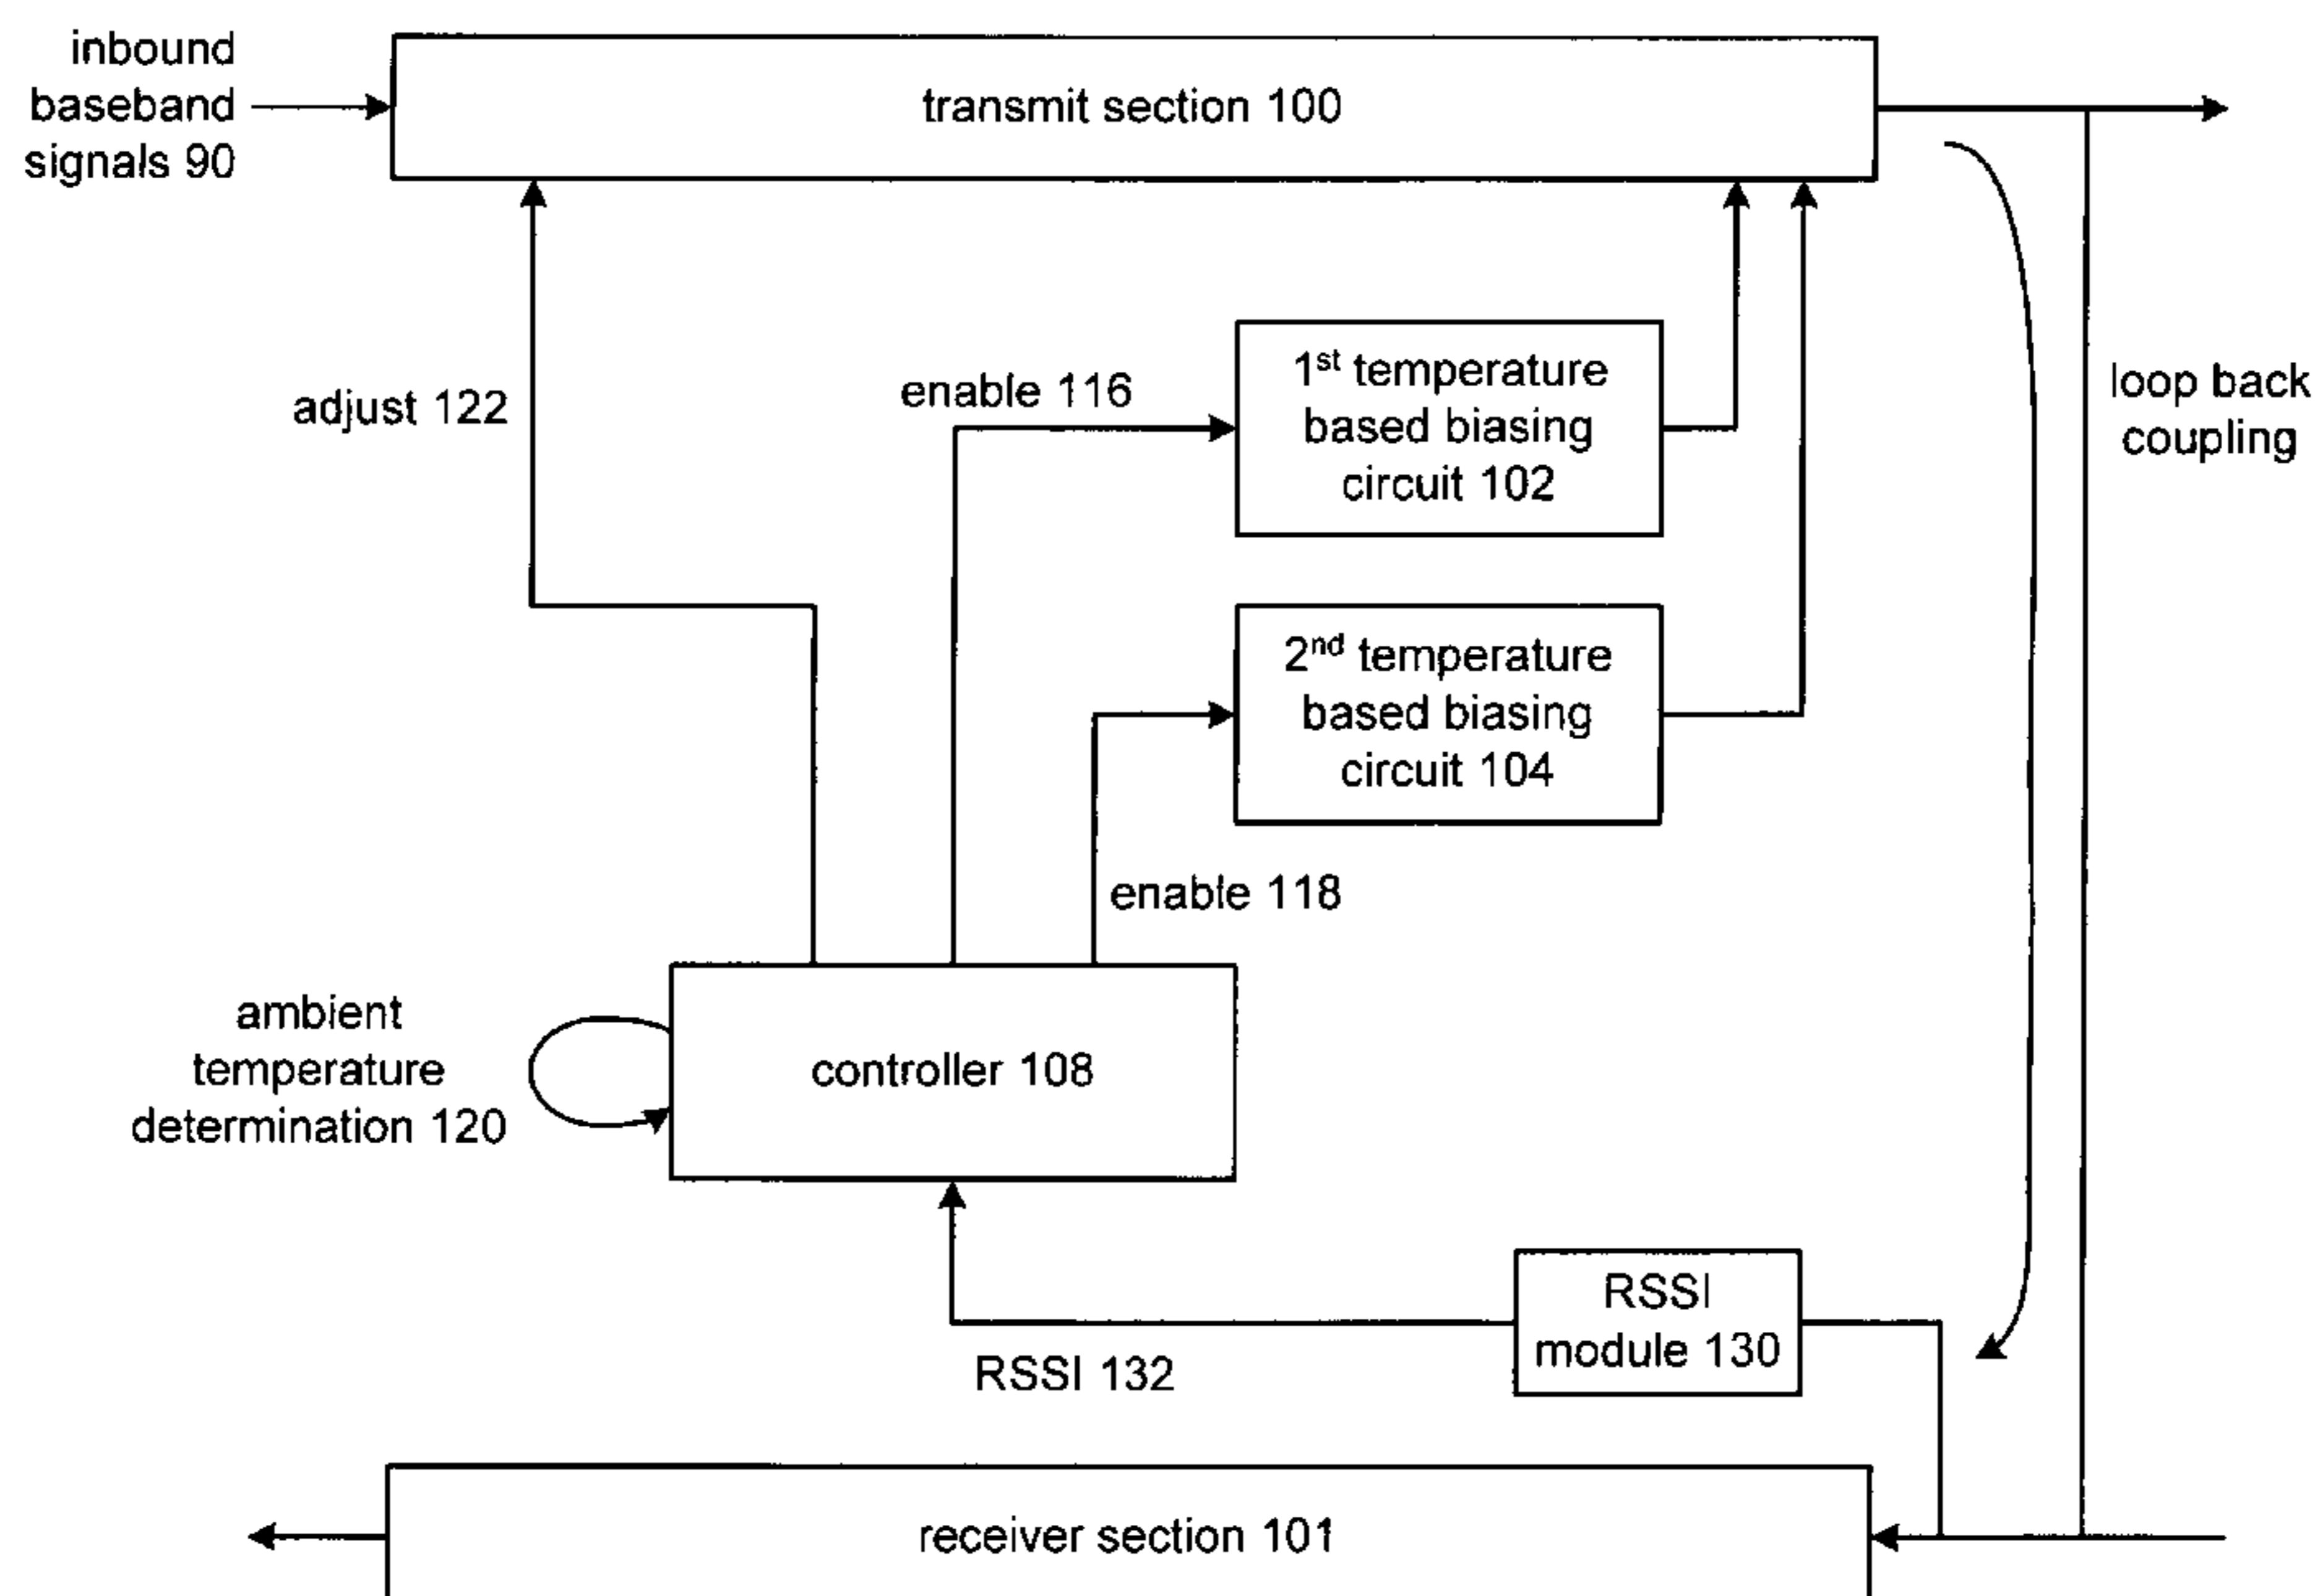 inbound
baseband
signals 90
transmit section 100
adjust 122
enable 116
1st temperature
based biasing
circuit 102
loop back
coupling
2nd temperature
based biasing
circuit 104
enable 118
ambient
temperature
determination 120
controller 108
RSSI
module 130
RSSI 132
receiver section 101